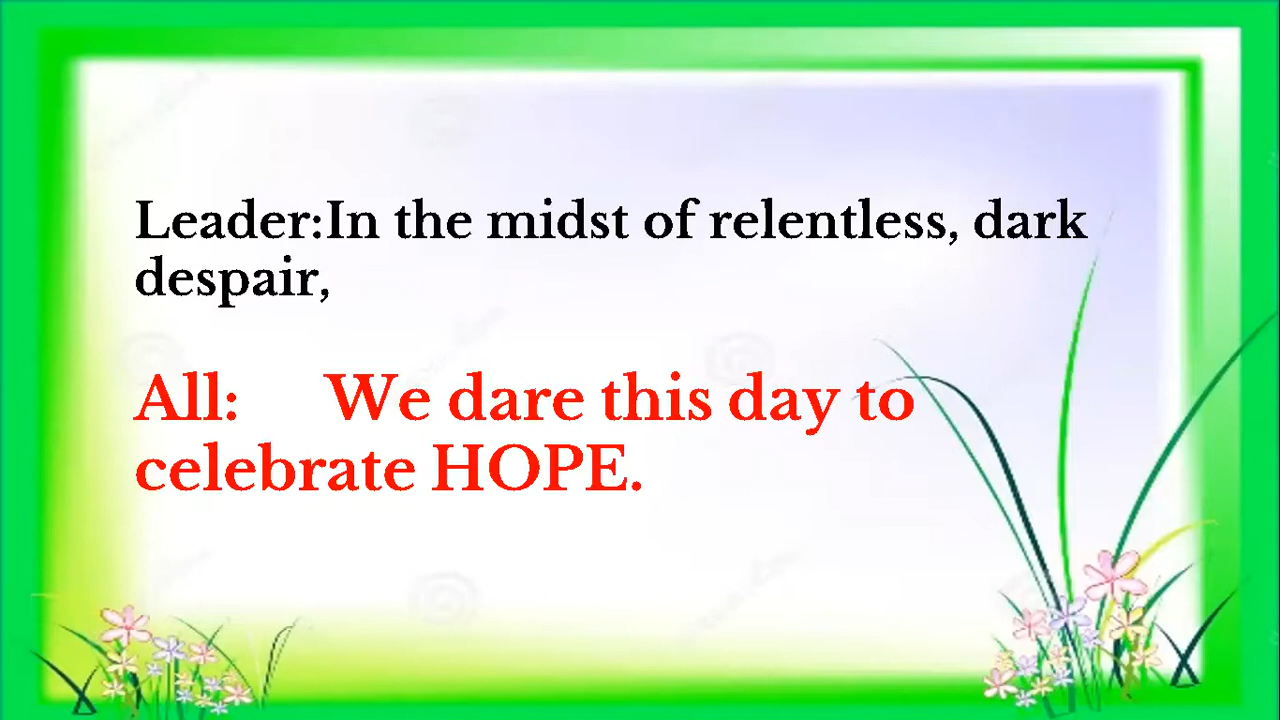 Leader:In the midst of relentless, dark
despair,
All: We dare this day to
celebrate HOPE.